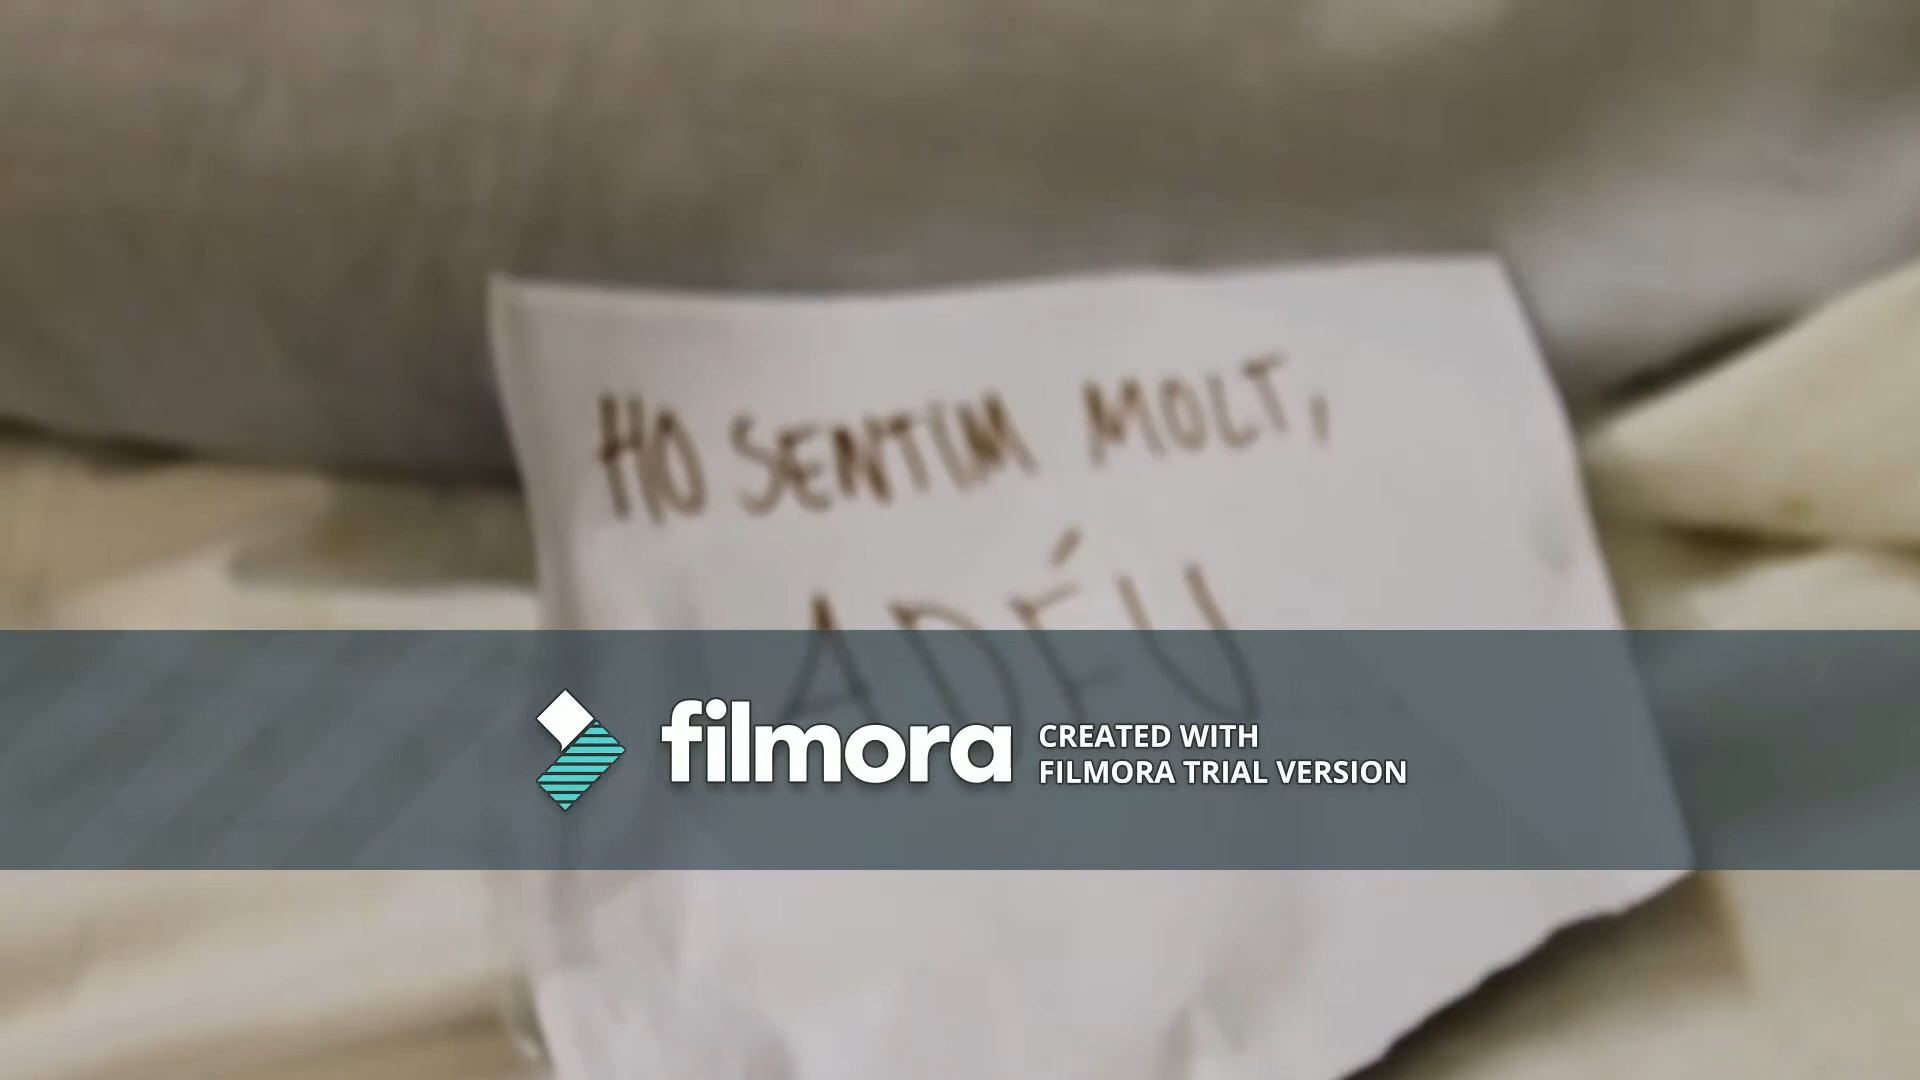 HO SENTIM MOLT,
ADÉU
filmora
CREATED WITH
FILMORA TRIAL VERSION